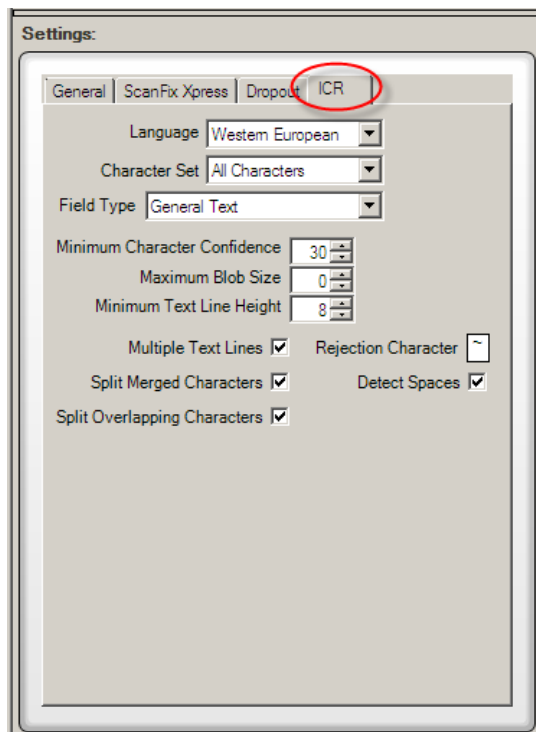 Settings:
General ScanFix Xpress Dropout ICR
Language Western European
Character Set All Characters
Field Type General Text
Minimum Character Confidence 30
Maximum Blob Size 0
Minimum Text Line Height 8
Multiple Text Lines Rejection Character ~
Split Merged Characters Detect Spaces
Split Overlapping Characters